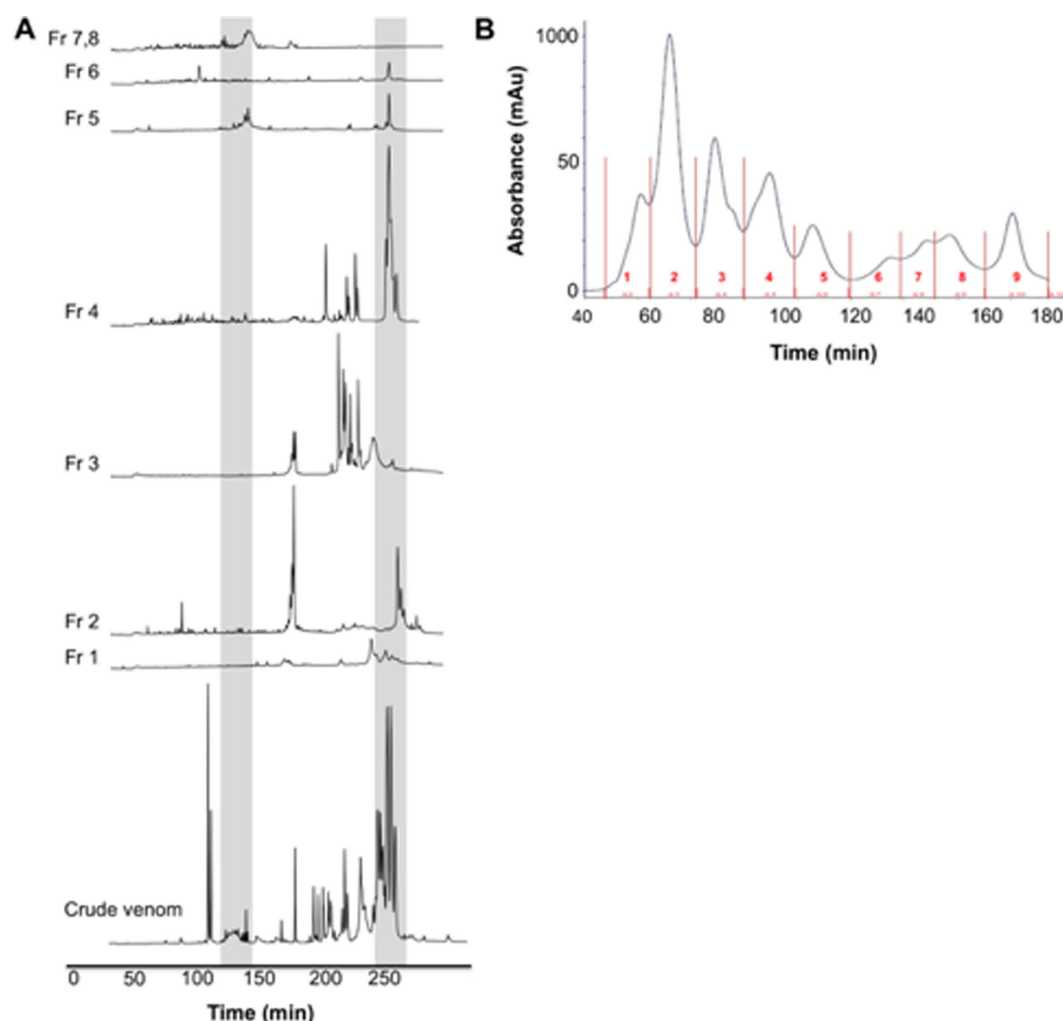 A
Fr 7,8
Fr 6
Fr 5
Fr 4
Fr 3
Fr 2
Fr 1
Crude venom
0 50 100 150 200 250
Time (min)
B
1000
50
0
Absorbance (mAu)
1 2 3 4 5 6 7 8 9
40 60 80 100 120 140 160 180
Time (min)